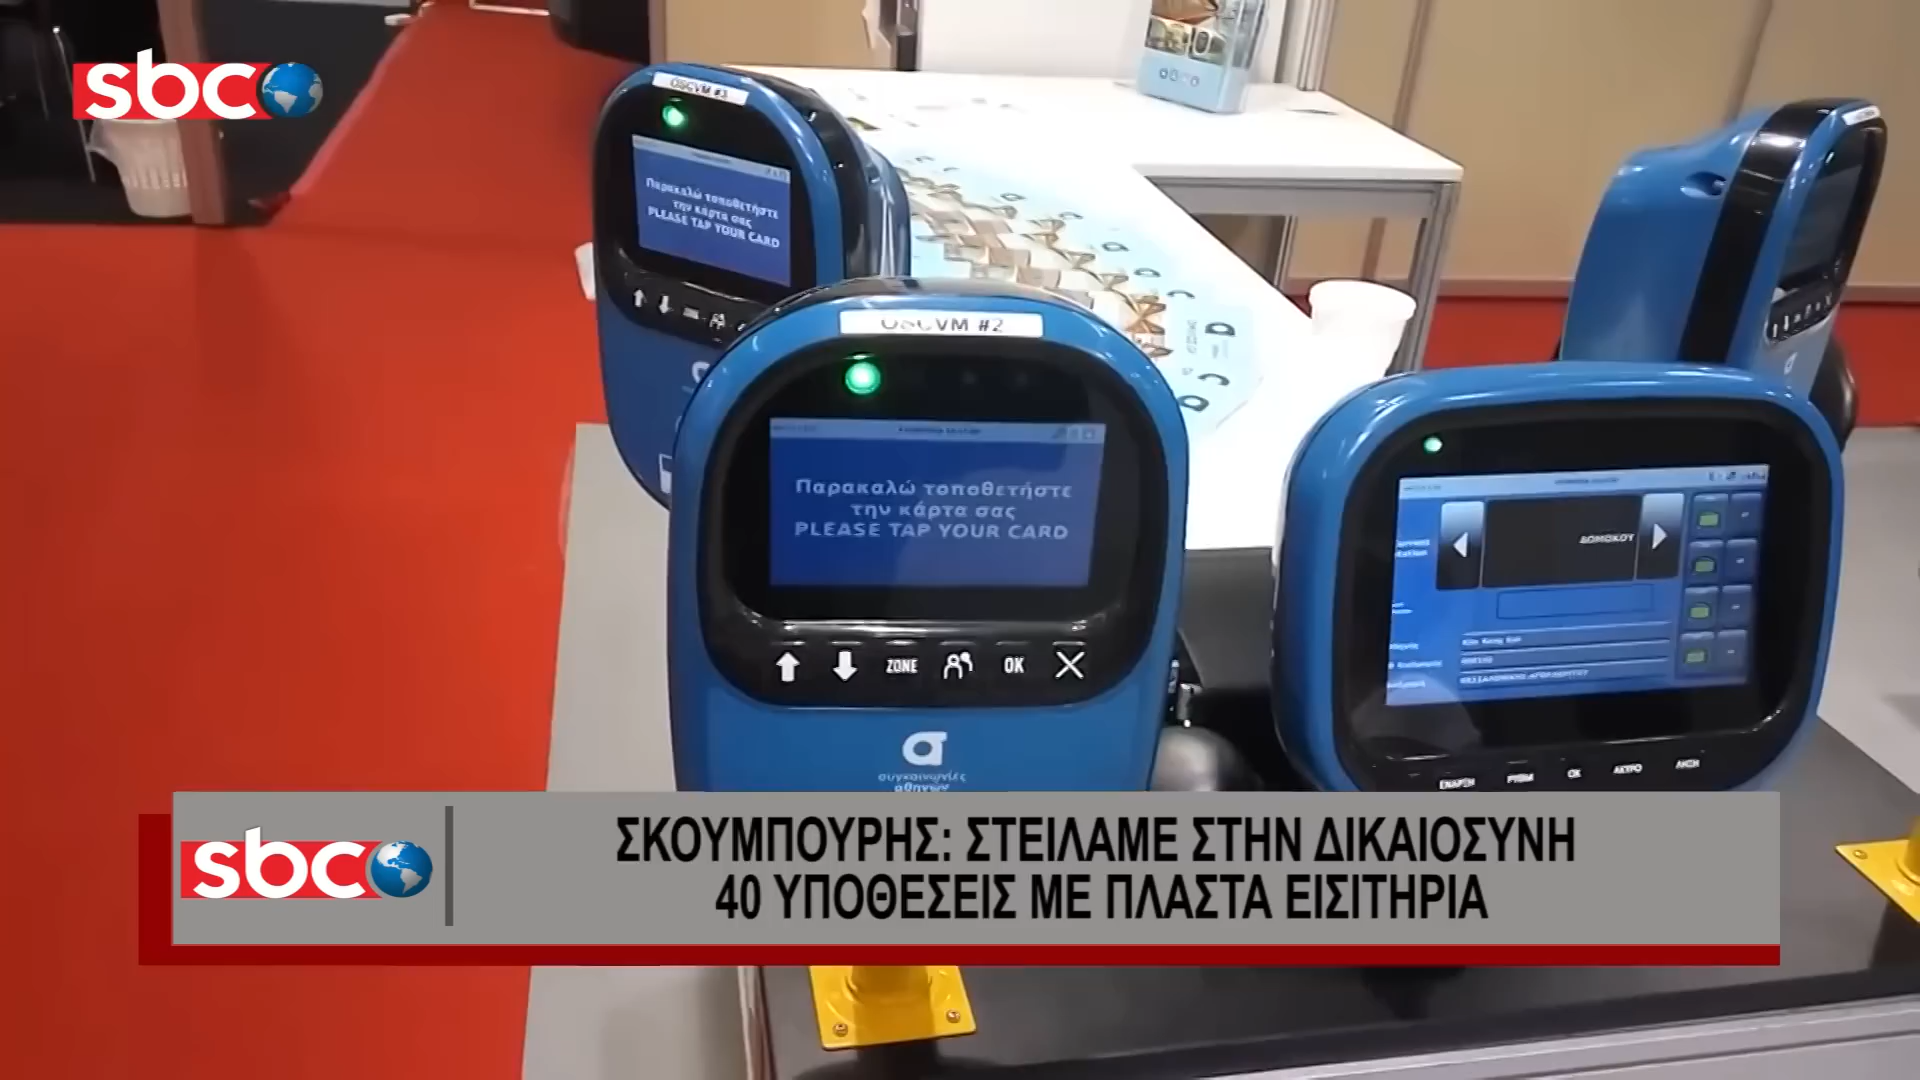 sbc
OSCVM #3
Παρακαλώ τοποθετήστε
την κάρτα σας
PLEASE TAP YOUR CARD
ZONE
OSCVM #2
Παρακαλώ τοποθετήστε
την κάρτα σας
PLEASE TAP YOUR CARD
ZONE
OK
συγκοινωνίες
αθηνών
ΔΟΜΟΚΟΥ
ΕΝΑΡΞΗ
OK
ΑΚΥΡΟ
ΛΗΞΗ
sbc
ΣΚΟΥΜΠΟΥΡΗΣ: ΣΤΕΙΛΑΜΕ ΣΤΗΝ ΔΙΚΑΙΟΣΥΝΗ
40 ΥΠΟΘΕΣΕΙΣ ΜΕ ΠΛΑΣΤΑ ΕΙΣΙΤΗΡΙΑ